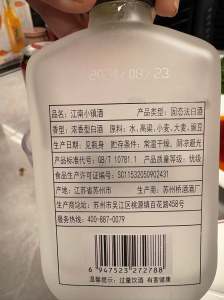 2021/08/23
品名：江南小镇酒 产品类型：固态法白酒
香型：浓香型白酒 原料：水、高粱、小麦、大麦、豌豆
生产日期：见瓶身 贮存条件：常温干燥、阴凉避光
产品标准号：GB/T 10781.1 产品质量等级：优级
食品生产许可证编号：SC11532050902431
产地：江苏省苏州市 生产商：苏州桥酒酒厂
生产商地址：苏州市吴江区桃源镇百花路458号
服务热线：400-887-0079
6 947523 272788
温馨提示：过量饮酒 有害健康